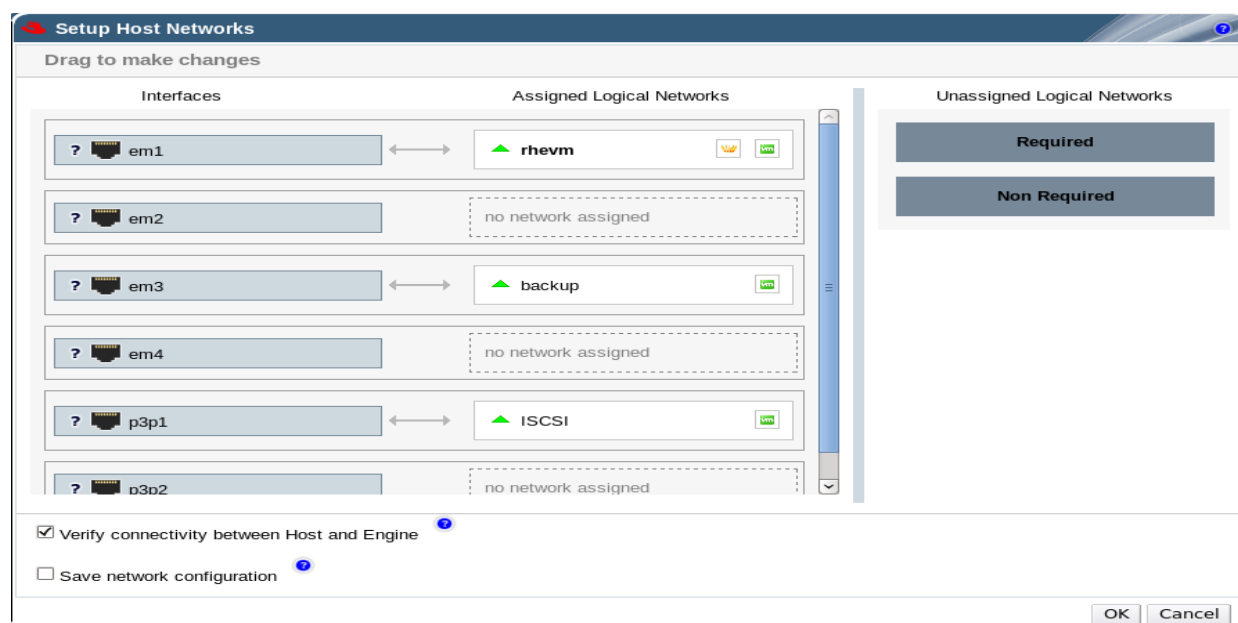 Setup Host Networks
Drag to make changes
Interfaces
Assigned Logical Networks
Unassigned Logical Networks
? em1
rhevm
? em2
no network assigned
? em3
backup
? em4
no network assigned
? p3p1
ISCSI
? p3p2
no network assigned
Required
Non Required
Verify connectivity between Host and Engine ?
Save network configuration ?
OK Cancel